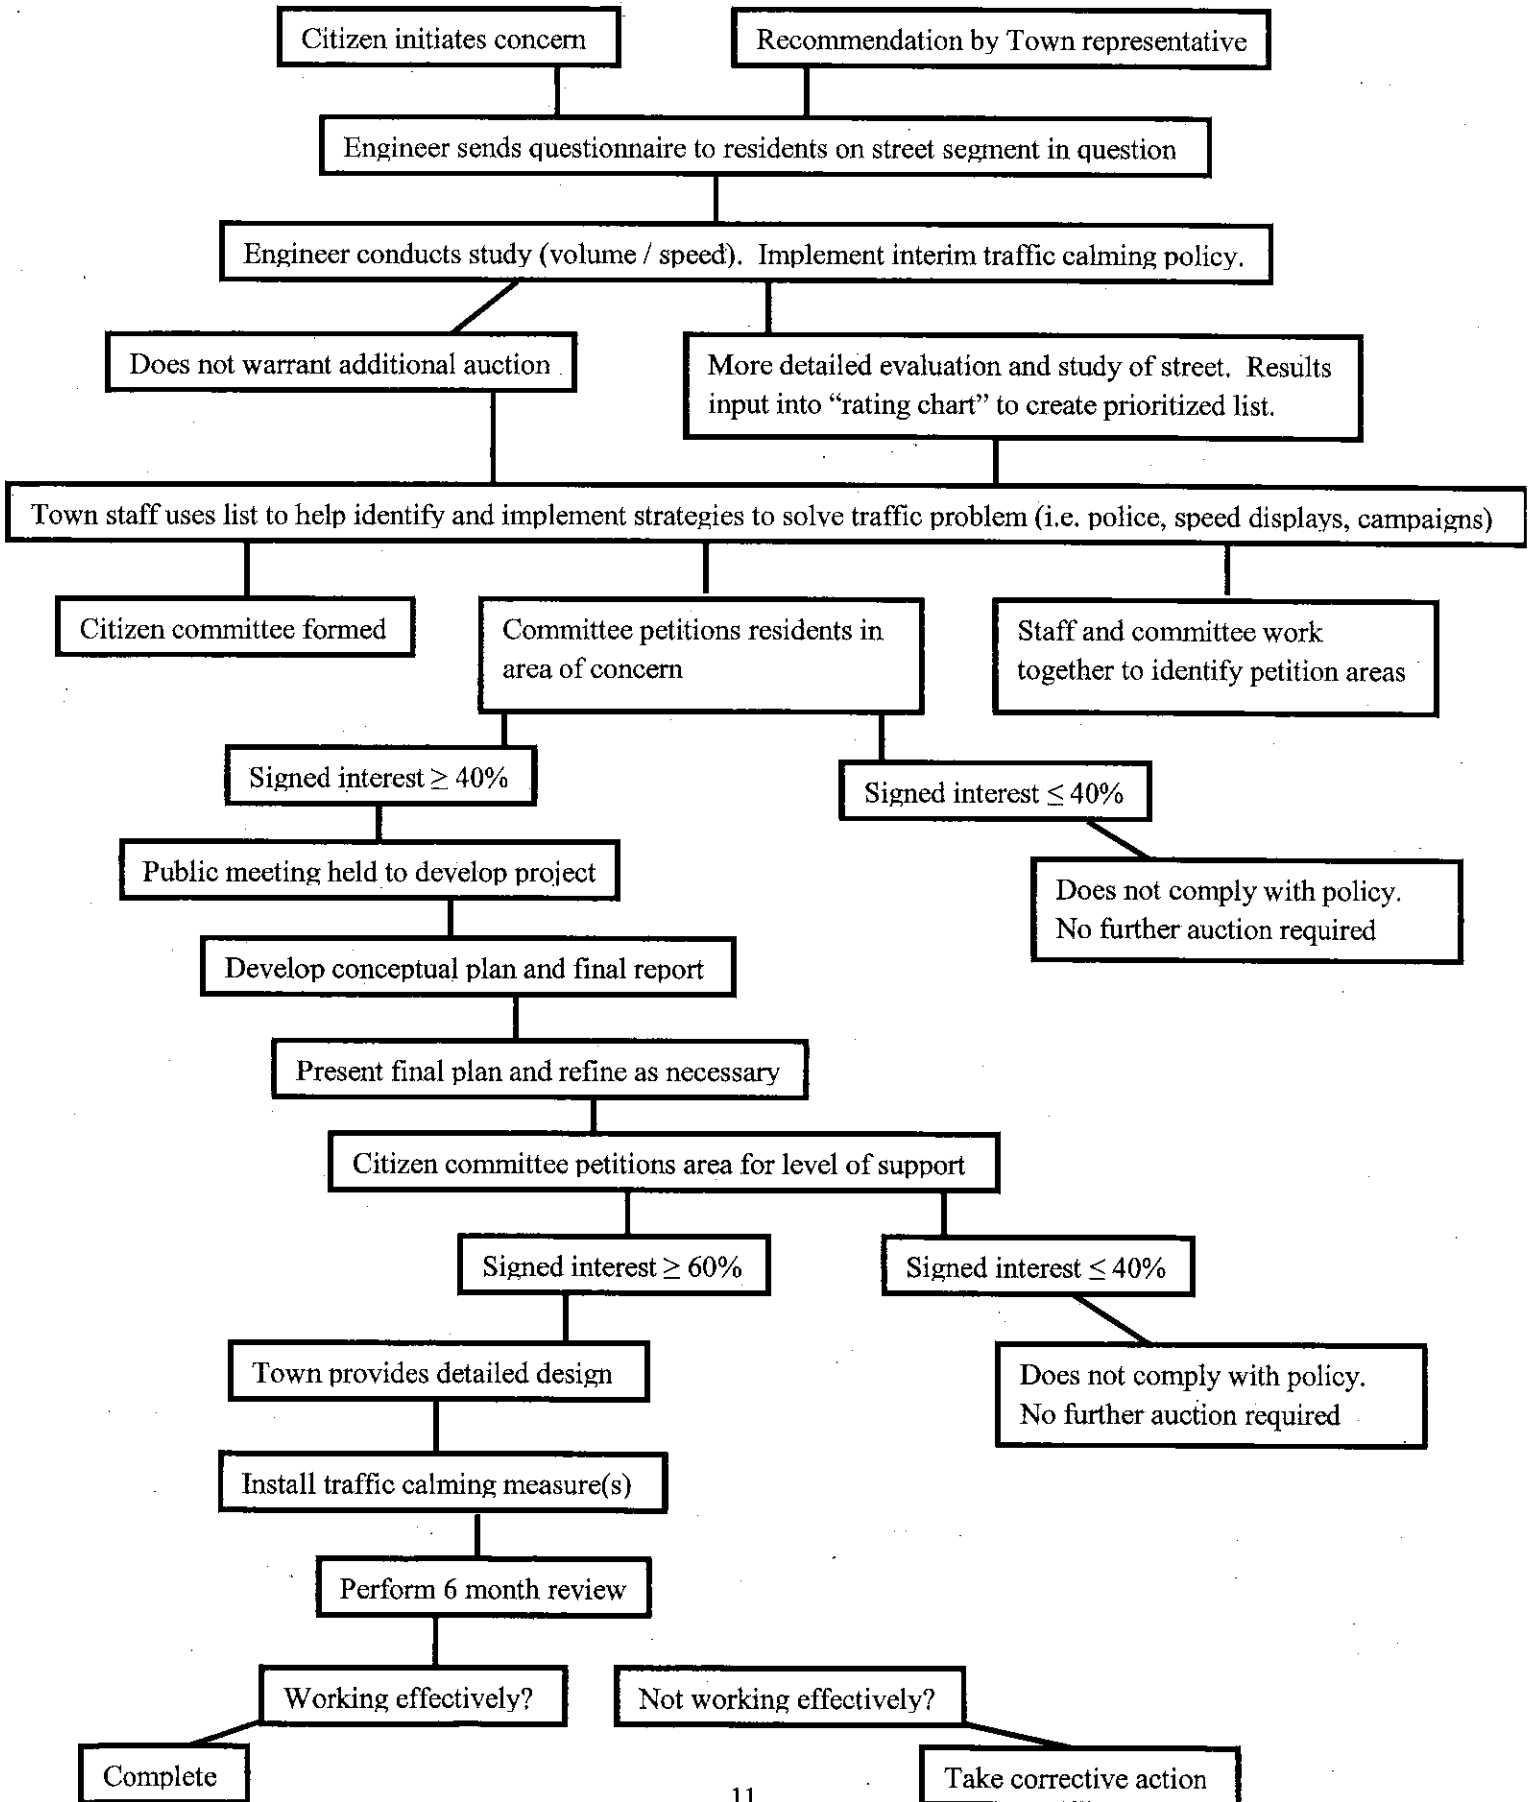 Citizen initiates concern
Recommendation by Town representative
Engineer sends questionnaire to residents on street segment in question
Engineer conducts study (volume / speed).  Implement interim traffic calming policy.
Does not warrant additional auction
More detailed evaluation and study of street.  Results
input into “rating chart” to create prioritized list.
Town staff uses list to help identify and implement strategies to solve traffic problem (i.e. police, speed displays, campaigns)
Citizen committee formed
Committee petitions residents in
area of concern
Staff and committee work
together to identify petition areas
Signed interest ≥ 40%
Signed interest ≤ 40%
Public meeting held to develop project
Does not comply with policy.
No further auction required
Develop conceptual plan and final report
Present final plan and refine as necessary
Citizen committee petitions area for level of support
Signed interest ≥ 60%
Signed interest ≤ 40%
Town provides detailed design
Does not comply with policy.
No further auction required
Install traffic calming measure(s)
Perform 6 month review
Working effectively?
Not working effectively?
Complete
Take corrective action
11